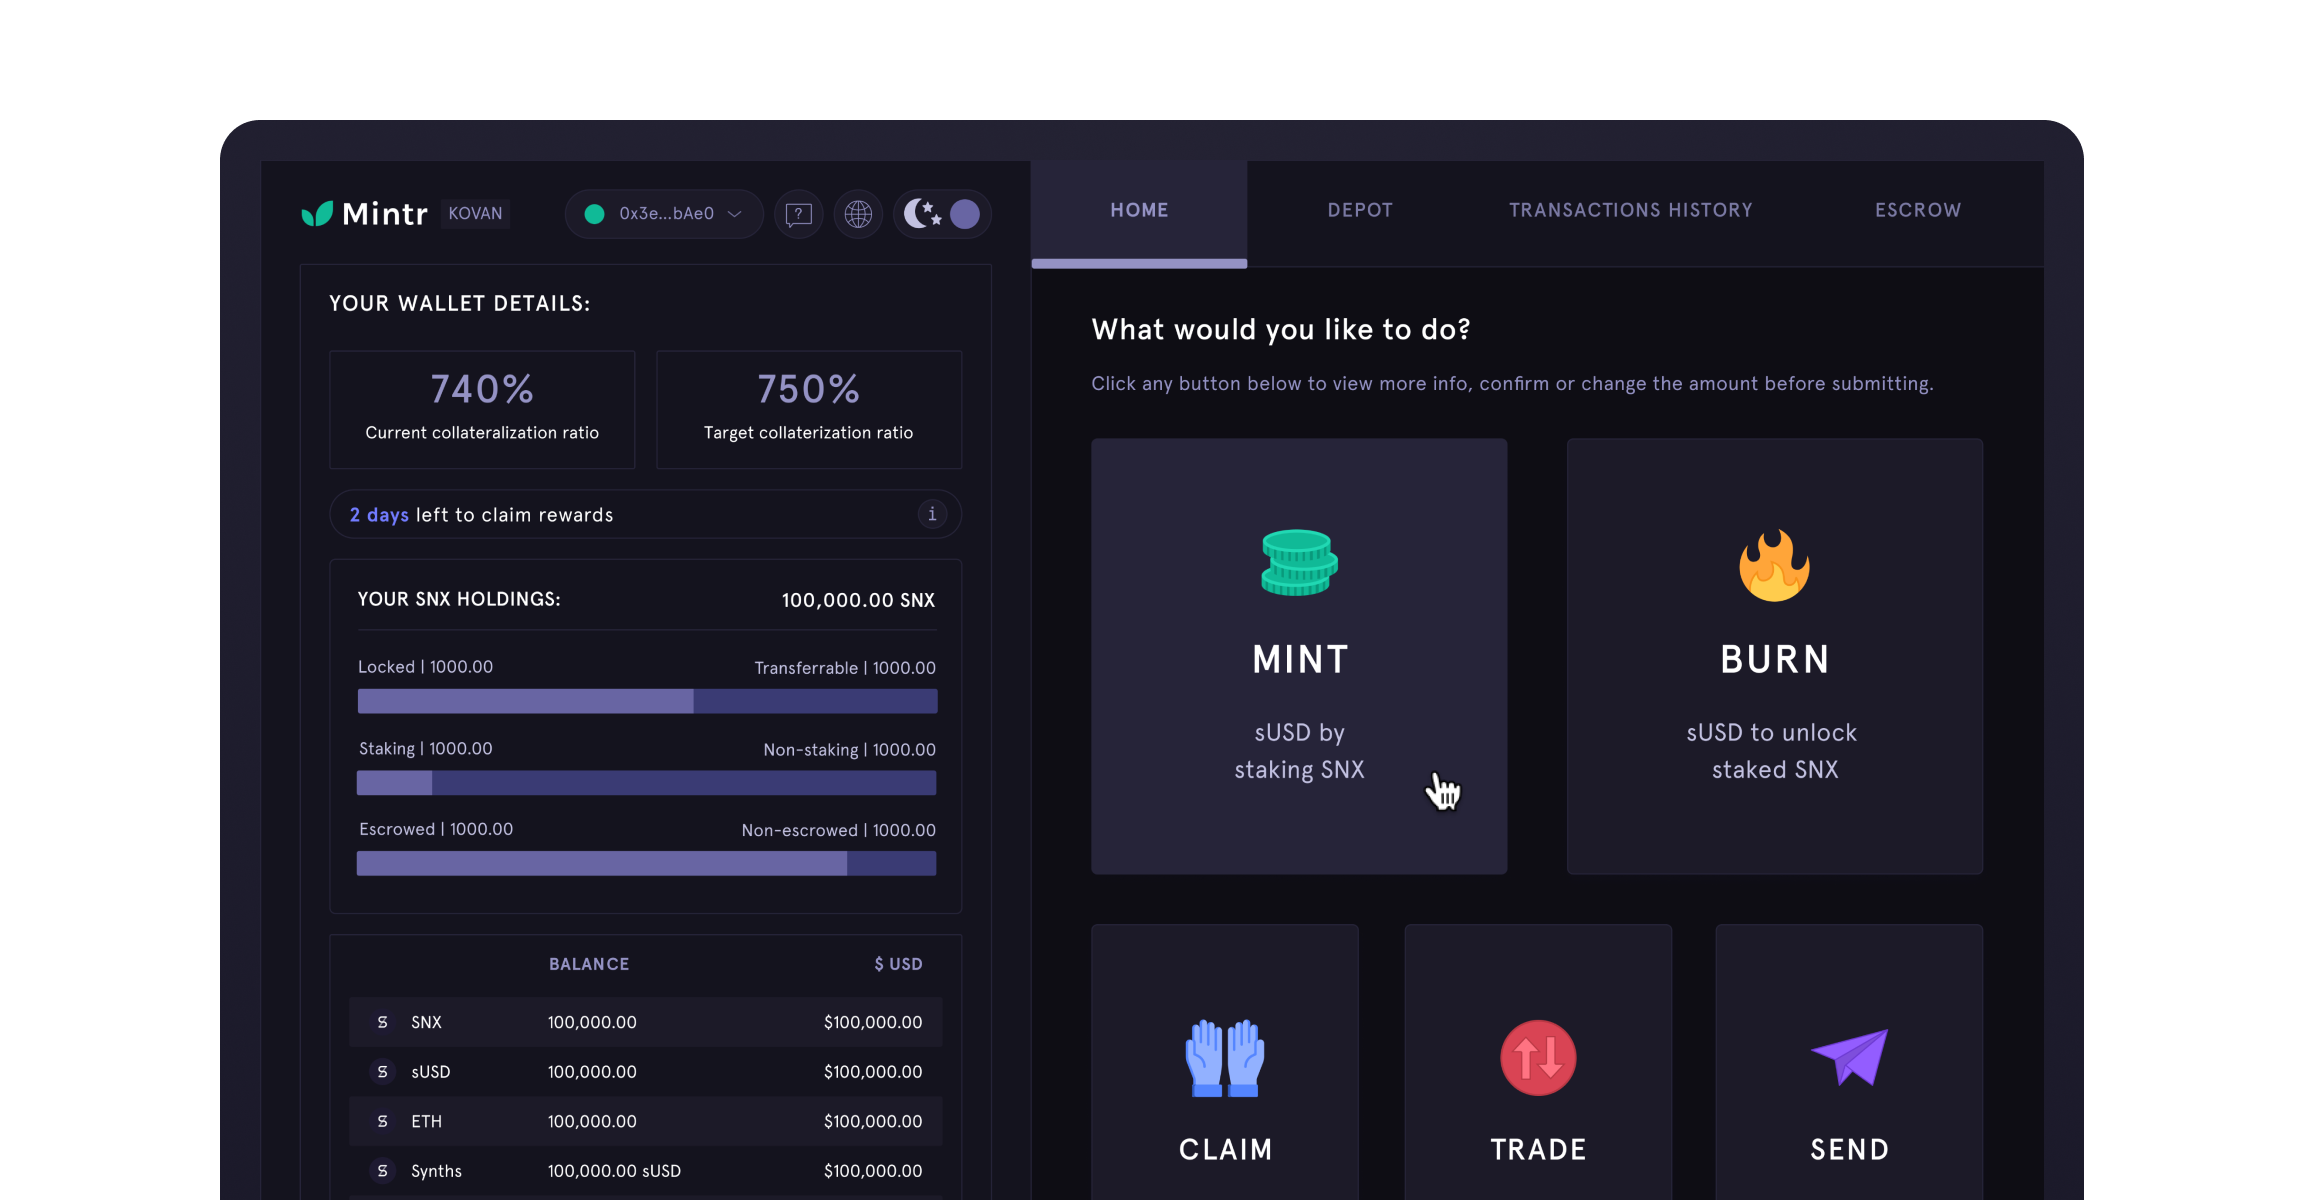 Mintr KOVAN 0x3e...bAe0 ?
HOME DEPOT TRANSACTIONS HISTORY ESCROW
YOUR WALLET DETAILS:
740%
Current collateralization ratio
750%
Target collaterization ratio
2 days left to claim rewards i
YOUR SNX HOLDINGS: 100,000.00 SNX
Locked | 1000.00 Transferrable | 1000.00
Staking | 1000.00 Non-staking | 1000.00
Escrowed | 1000.00 Non-escrowed | 1000.00
BALANCE $ USD
S SNX 100,000.00 $100,000.00
S sUSD 100,000.00 $100,000.00
S ETH 100,000.00 $100,000.00
S Synths 100,000.00 sUSD $100,000.00
What would you like to do?
Click any button below to view more info, confirm or change the amount before submitting.
MINT
sUSD by
staking SNX
BURN
sUSD to unlock
staked SNX
CLAIM
TRADE
SEND